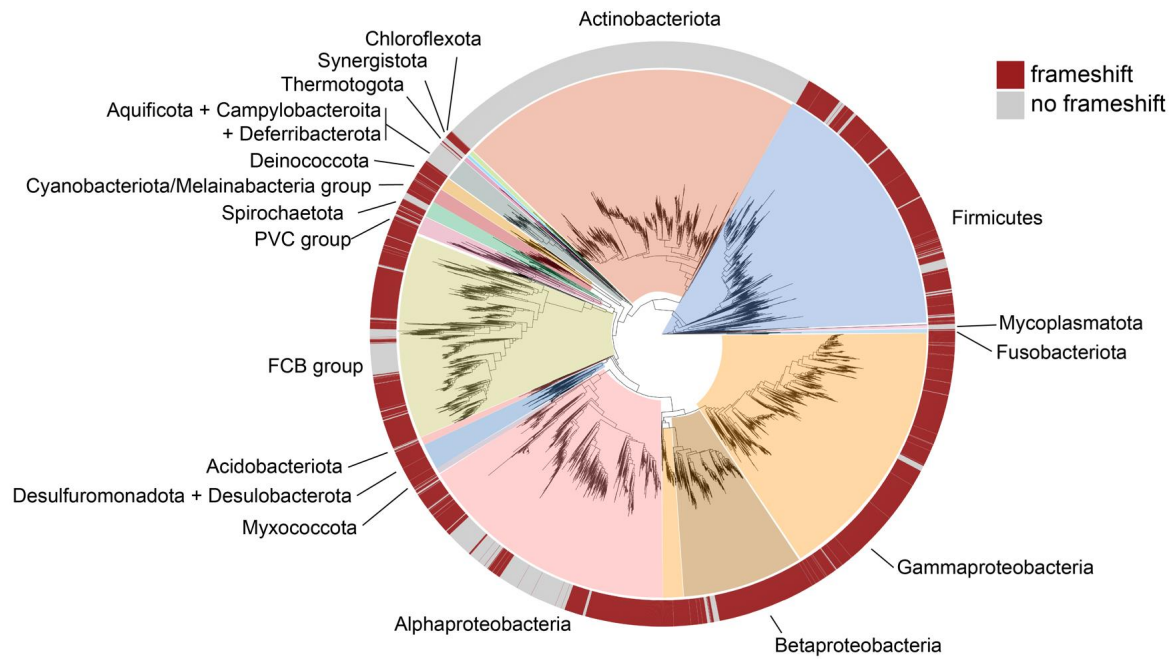 Actinobacteriota
Chloroflexota
Synergistota
Thermotogota
Aquificota + Campylobacteroita
+ Deferribacterota
Deinococcota
Cyanobacteriota/Melainabacteria group
Spirochaetota
PVC group
FCB group
Acidobacteriota
Desulfuromonadota + Desulobacterota
Myxococcota
Alphaproteobacteria
Betaproteobacteria
Gammaproteobacteria
Fusobacteriota
Mycoplasmatota
Firmicutes
frameshift
no frameshift